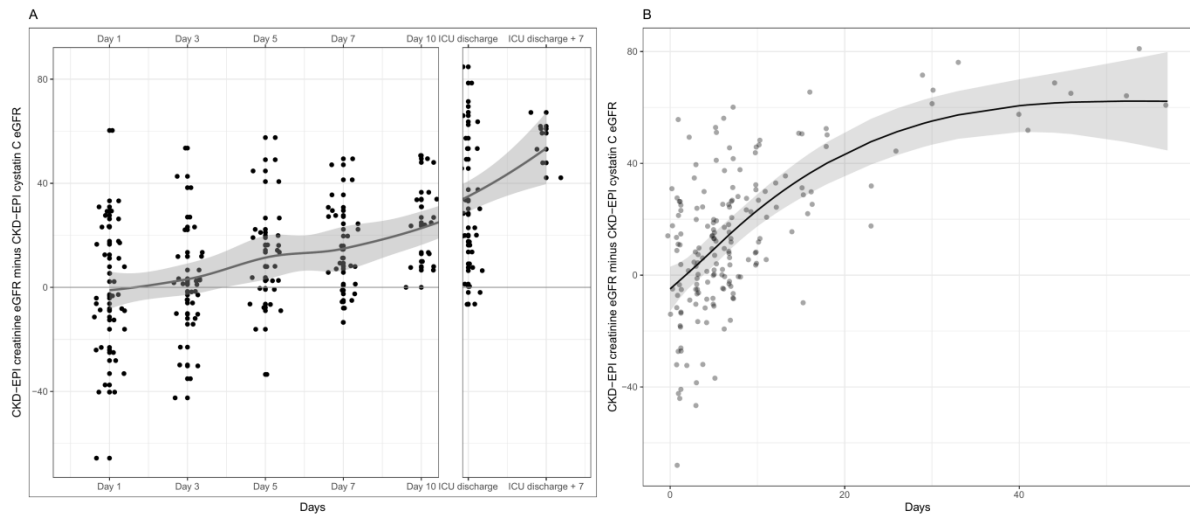 A
Day 1 Day 3 Day 5 Day 7 Day 10 ICU discharge ICU discharge + 7
CKD−EPI creatinine eGFR minus CKD−EPI cystatin C eGFR
80
40
0
−40
Day 1 Day 3 Day 5 Day 7 Day 10 ICU discharge ICU discharge + 7
Days
B
CKD−EPI creatinine eGFR minus CKD−EPI cystatin C eGFR
80
40
0
−40
0 20 40
Days